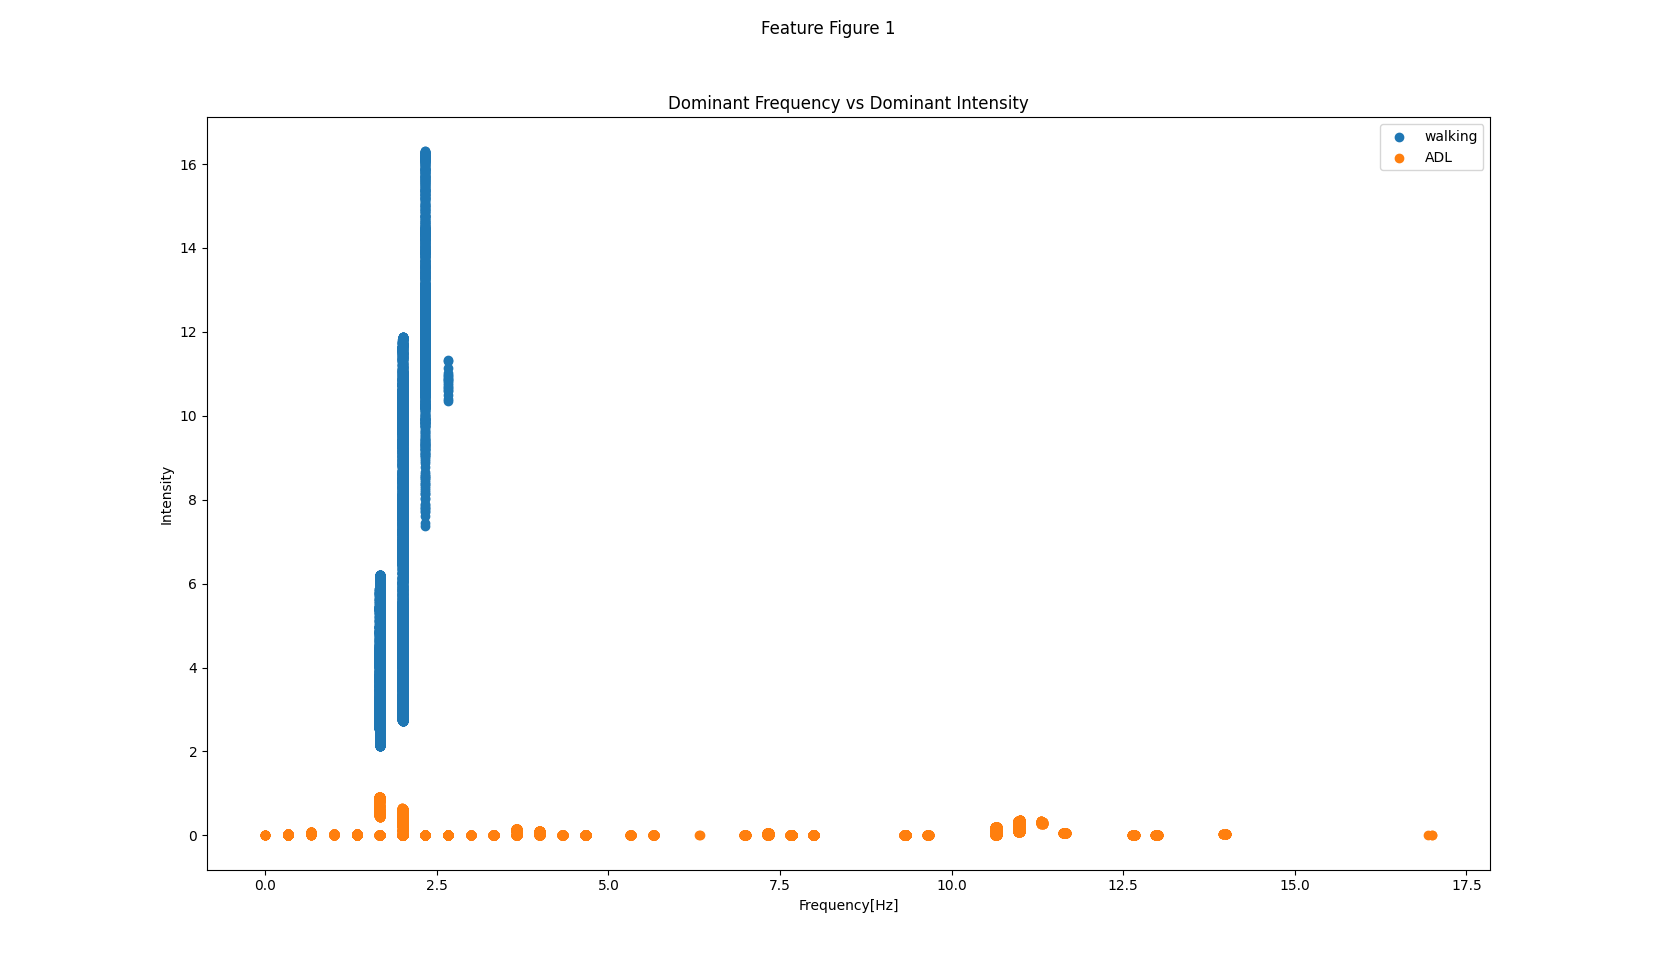 Feature Figure 1
Dominant Frequency vs Dominant Intensity
walking
ADL
16
14
12
10
8
6
4
2
0
Intensity
0.0 2.5 5.0 7.5 10.0 12.5 15.0 17.5
Frequency[Hz]